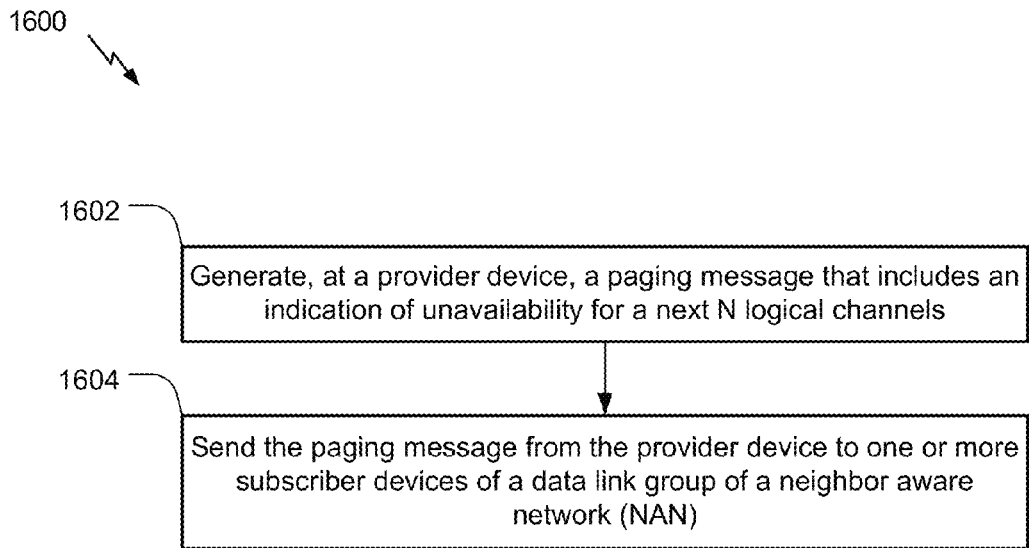 1600
1602
Generate, at a provider device, a paging message that includes an
indication of unavailability for a next N logical channels
1604
Send the paging message from the provider device to one or more
subscriber devices of a data link group of a neighbor aware
network (NAN)